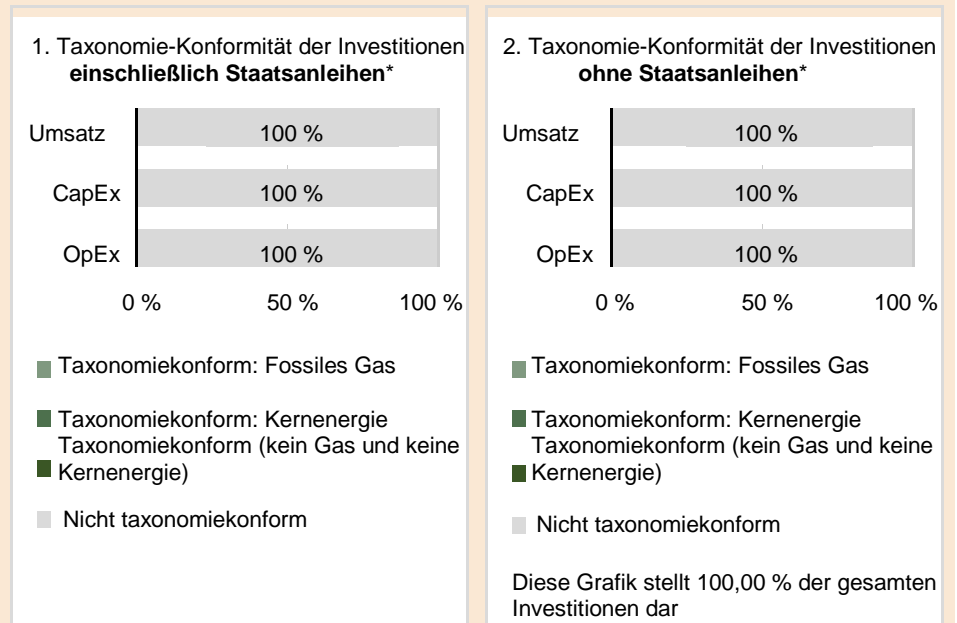 1. Taxonomie-Konformität der Investitionen
einschließlich Staatsanleihen*
Umsatz 100 %
CapEx 100 %
OpEx 100 %
0 % 50 % 100 %
Taxonomiekonform: Fossiles Gas
Taxonomiekonform: Kernenergie
Taxonomiekonform (kein Gas und keine
Kernenergie)
Nicht taxonomiekonform
2. Taxonomie-Konformität der Investitionen
ohne Staatsanleihen*
Umsatz 100 %
CapEx 100 %
OpEx 100 %
0 % 50 % 100 %
Taxonomiekonform: Fossiles Gas
Taxonomiekonform: Kernenergie
Taxonomiekonform (kein Gas und keine
Kernenergie)
Nicht taxonomiekonform
Diese Grafik stellt 100,00 % der gesamten
Investitionen dar